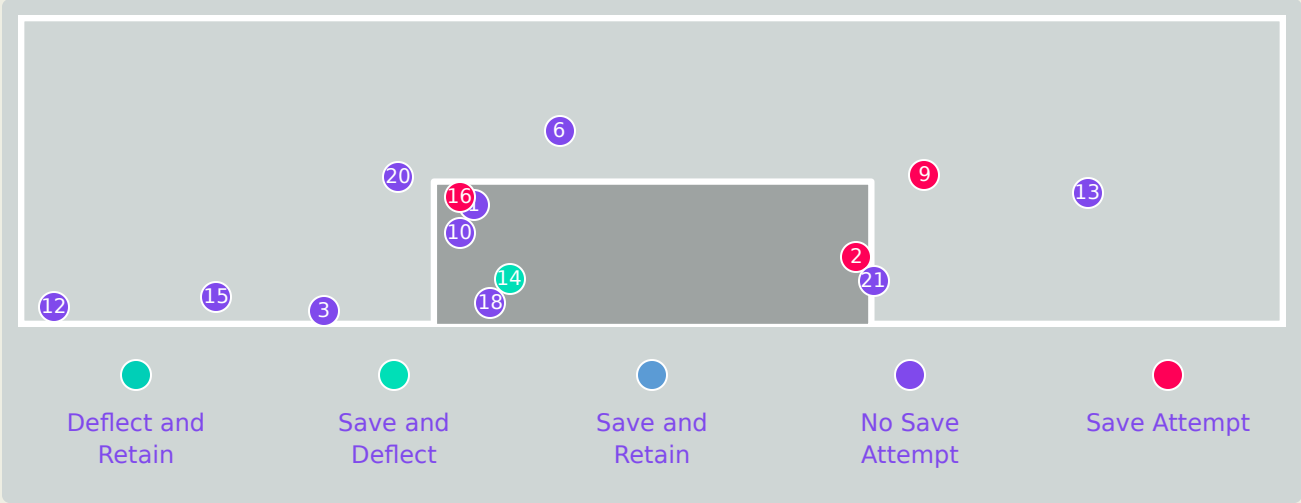 6
20
9
16
1
13
10
2
14
21
18
12
15
3
Deflect and
Retain
Save and
Deflect
Save and
Retain
No Save
Attempt
Save Attempt